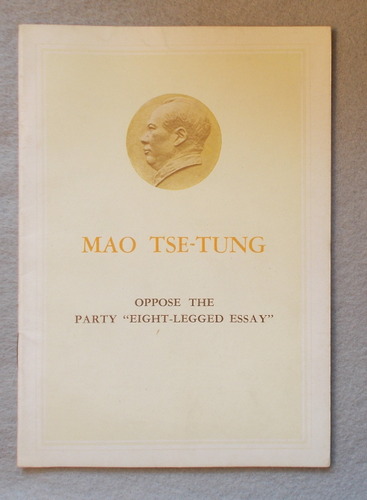 MAO TSE-TUNG
OPPOSE THE
PARTY "EIGHT-LEGGED ESSAY"